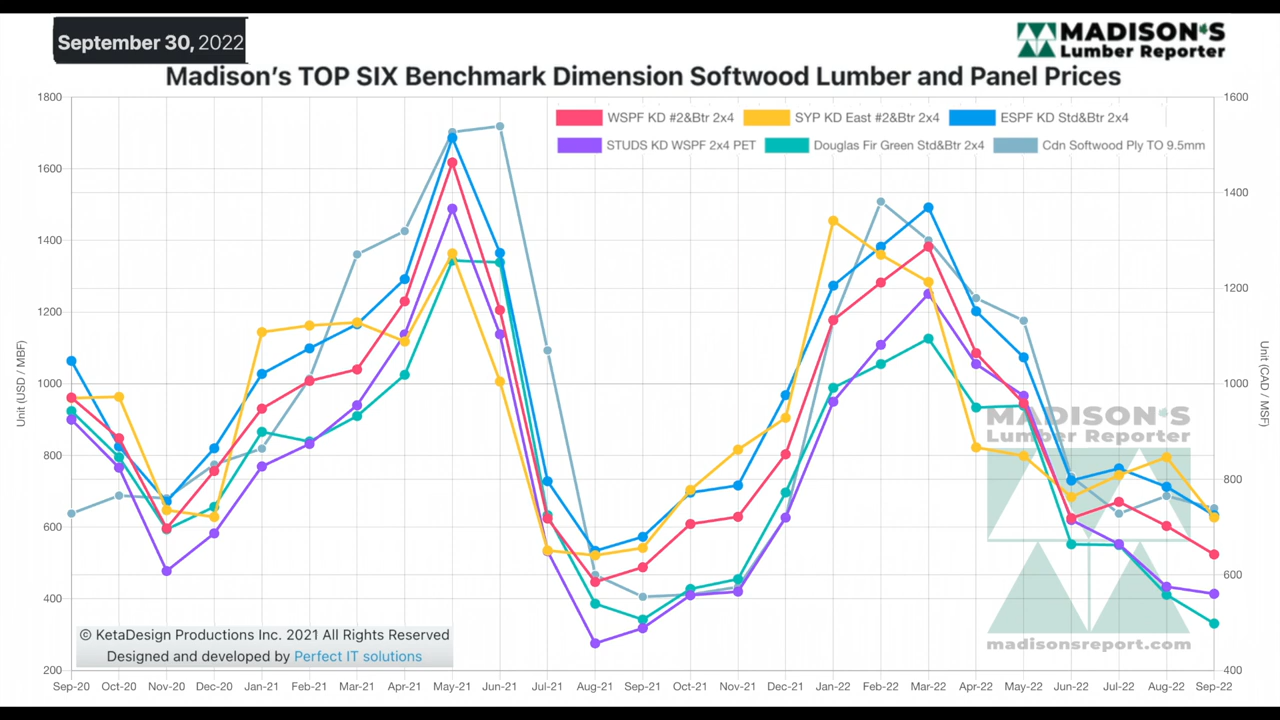 September 30, 2022
MADISON'S
Lumber Reporter
Madison's TOP SIX Benchmark Dimension Softwood Lumber and Panel Prices
1800
1600
1400
1200
1000
800
600
400
200
1600
1400
1200
1000
800
600
400
Unit (USD / MBF)
Unit (CAD / MSF)
WSPF KD #2&Btr 2x4
SYP KD East #2&Btr 2x4
ESPF KD Std&Btr 2x4
STUDS KD WSPF 2x4 PET
Douglas Fir Green Std&Btr 2x4
Cdn Softwood Ply TO 9.5mm
MADISON'S
Lumber Reporter
madisonsreport.com
© KetaDesign Productions Inc. 2021 All Rights Reserved
Designed and developed by Perfect IT solutions
Sep-20 Oct-20 Nov-20 Dec-20 Jan-21 Feb-21 Mar-21 Apr-21 May-21 Jun-21 Jul-21 Aug-21 Sep-21 Oct-21 Nov-21 Dec-21 Jan-22 Feb-22 Mar-22 Apr-22 May-22 Jun-22 Jul-22 Aug-22 Sep-22